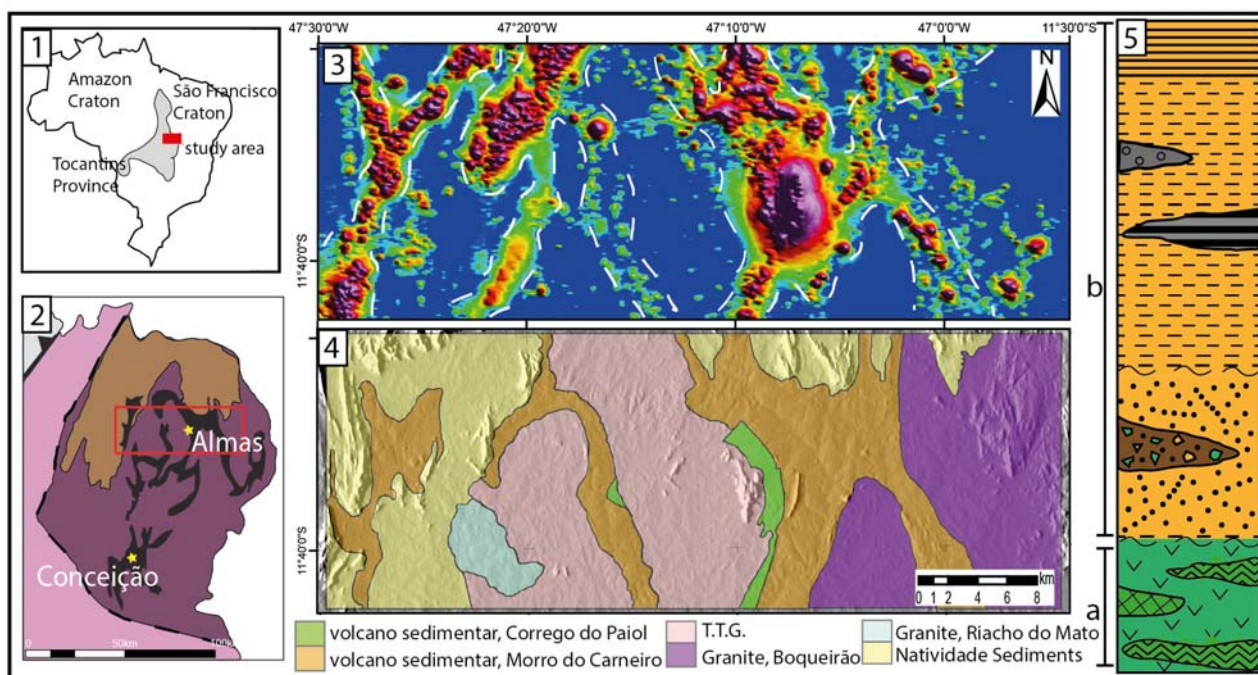 1
Amazon
Craton
São Francisco
Craton
study area
Tocantins
Province
2
Almas
Conceição
0
50km
100km
47°30'0"W
47°20'0"W
47°10'0"W
47°0'0"W
11°30'0"S
3
N
11°40'0"S
4
11°40'0"S
km
0 1 2 4 6 8
volcano sedimentar, Corrego do Paiol
volcano sedimentar, Morro do Carneiro
T.T.G.
Granite, Boqueirão
Granite, Riacho do Mato
Natividade Sediments
5
b
a